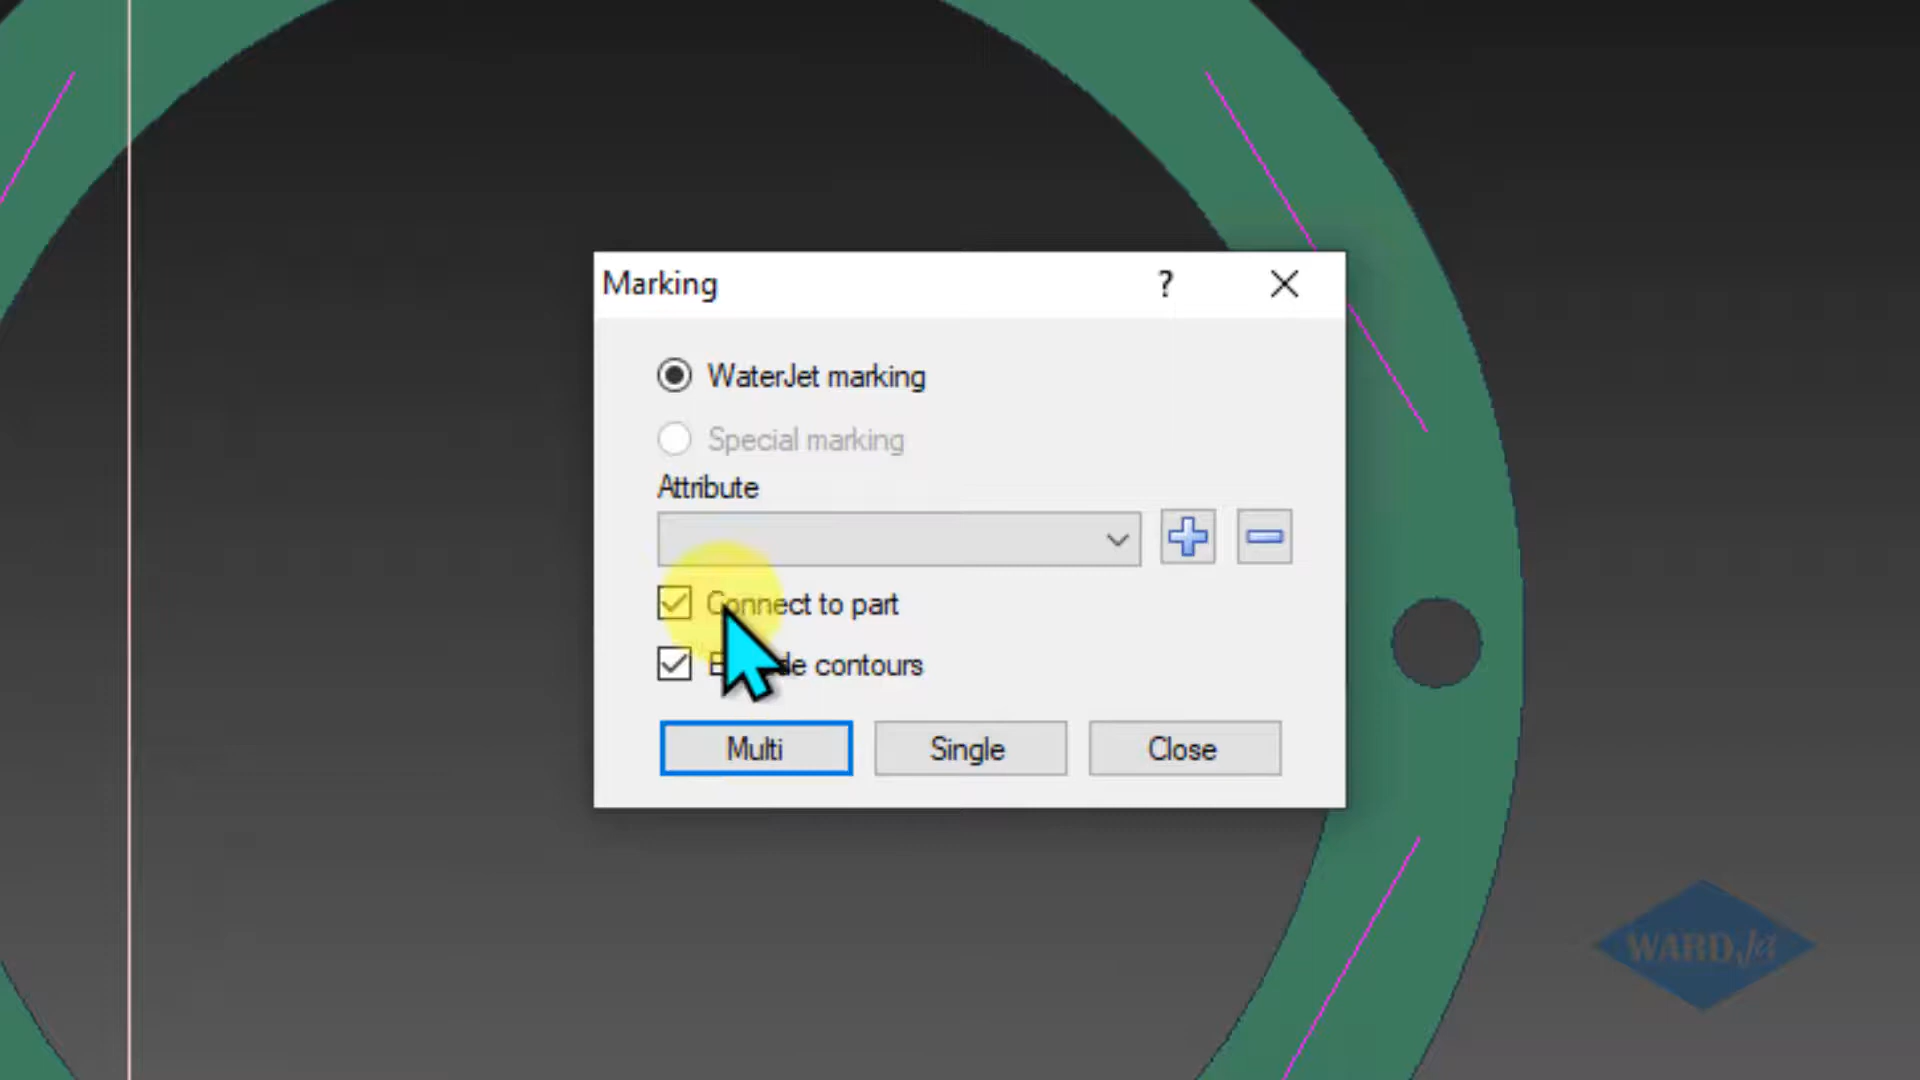 Marking
?
WaterJet marking
Special marking
Attribute
Connect to part
contours
Multi
Single
Close
WARDJet